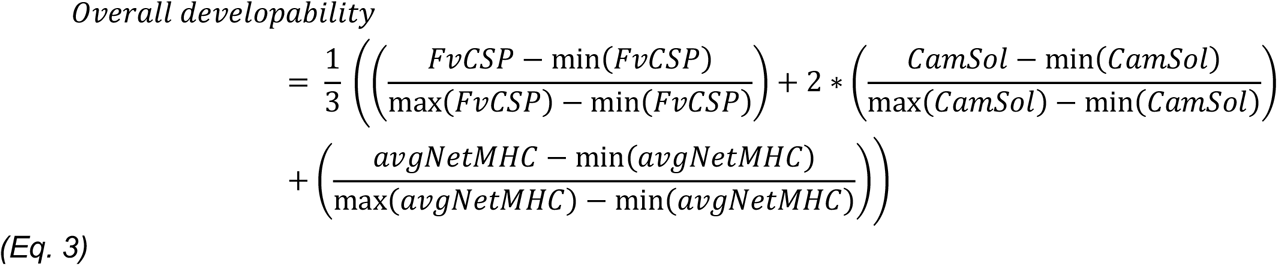 Overall developability
= 1/3 ( ( (FvCSP − min(FvCSP)) / (max(FvCSP) − min(FvCSP)) ) + 2 ∗ ( (CamSol − min(CamSol)) / (max(CamSol) − min(CamSol)) )
+ ( (avgNetMHC − min(avgNetMHC)) / (max(avgNetMHC) − min(avgNetMHC)) ) )
(Eq. 3)